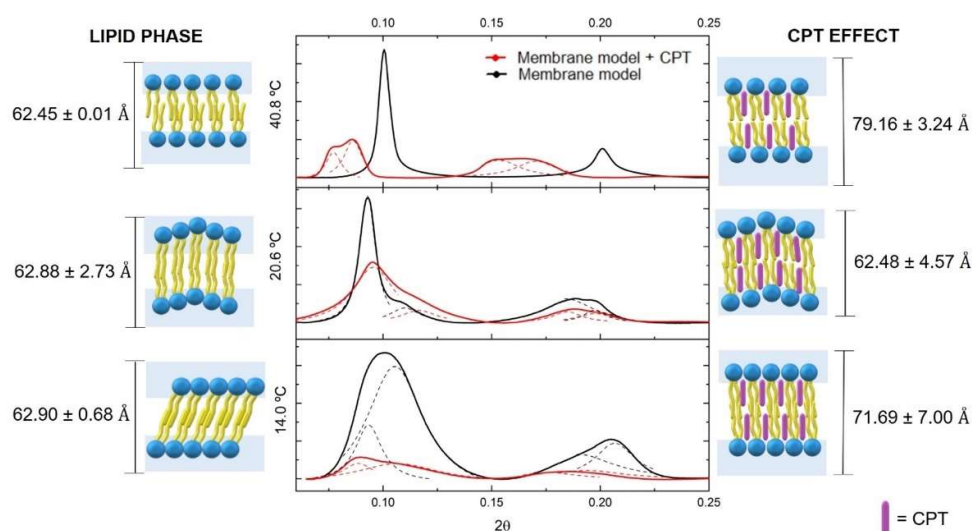 LIPID PHASE
CPT EFFECT
0.10 0.15 0.20 0.25
Membrane model + CPT
Membrane model
40.8 ºC
62.45 ± 0.01 Å
79.16 ± 3.24 Å
20.6 ºC
62.88 ± 2.73 Å
62.48 ± 4.57 Å
14.0 ºC
62.90 ± 0.68 Å
71.69 ± 7.00 Å
0.10 0.15 0.20 0.25
2θ
= CPT